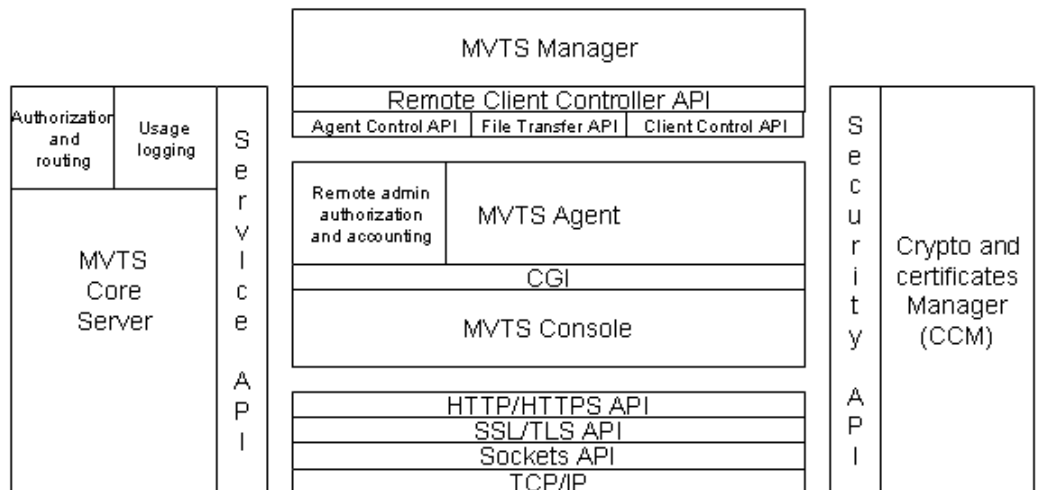 MVTS Manager
Remote Client Controller API
Agent Control API
File Transfer API
Client Control API
Authorization
and
routing
Usage
logging
MVTS
Core
Server
ServIce API
Remote admin
authorization
and accounting
MVTS Agent
CGI
MVTS Console
HTTP/HTTPS API
SSL/TLS API
Sockets API
TCP/IP
Security API
Crypto and
certificates
Manager
(CCM)